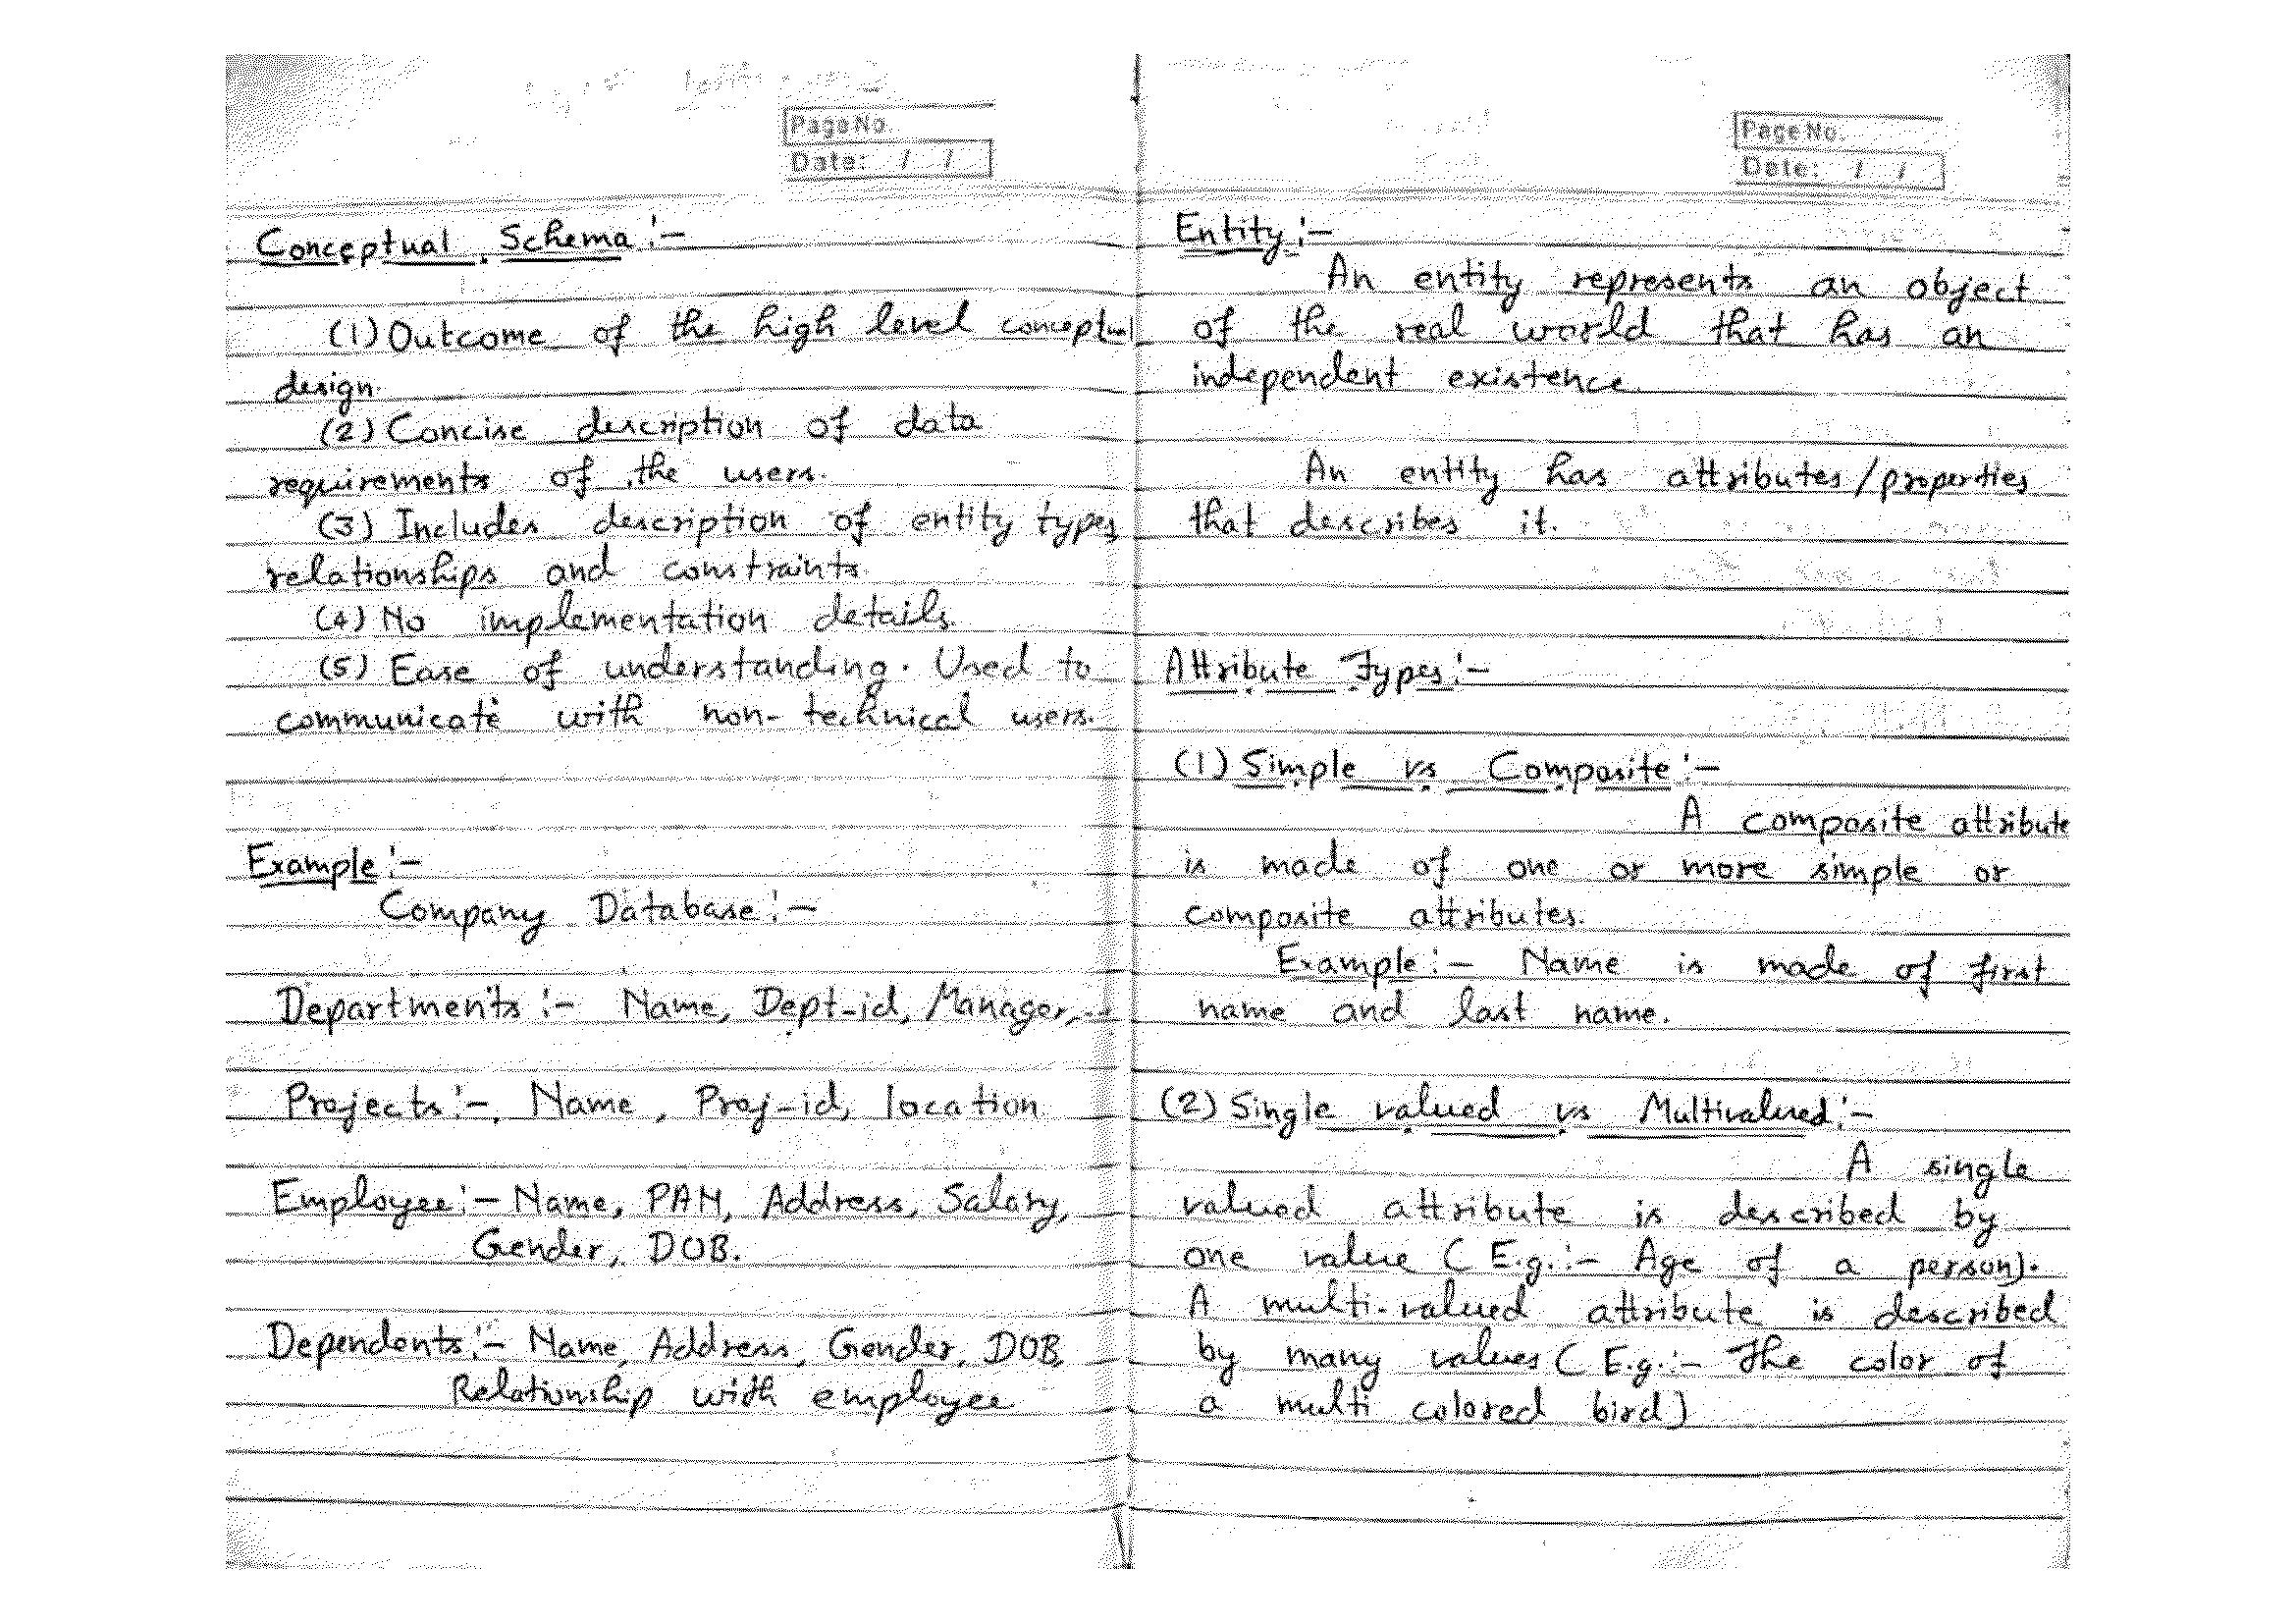 Page No.
Date: / /
Conceptual Schema :-
(1) Outcome of the high level conceptual
design.
(2) Concise description of data
requirements of the users.
(3) Includes description of entity types
relationships and constraints.
(4) No implementation details.
(5) Ease of understanding. Used to
communicate with non-technical users.
Example :-
Company Database :-
Departments :- Name, Dept-id, Manager,--
Projects :- Name, Proj-id, location
Employee :- Name, PAN, Address, Salary,
Gender, DOB.
Dependents :- Name, Address, Gender, DOB,
Relationship with employee
Page No.
Date: / /
Entity :-
An entity represents an object
of the real world that has an
independent existence.
An entity has attributes/properties
that describes it.
Attribute Types :-
(1) Simple vs Composite :-
A composite attribute
is made of one or more simple or
composite attributes.
Example :- Name is made of first
name and last name.
(2) Single valued vs Multivalued :-
A single
valued attribute is described by
one value (E.g. :- Age of a person).
A multi-valued attribute is described
by many values (E.g. :- The color of
a multi colored bird)